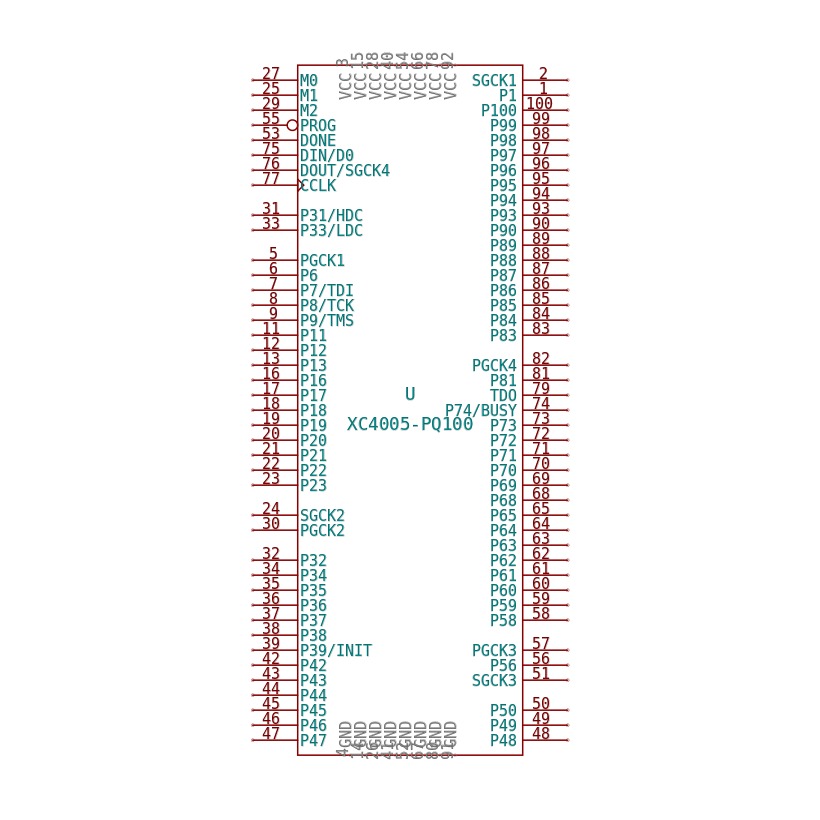 VCC 3
VCC 15
VCC 28
VCC 40
VCC 54
VCC 66
VCC 78
VCC 92
27 M0
25 M1
29 M2
55 PROG
53 DONE
75 DIN/D0
76 DOUT/SGCK4
77 CCLK
31 P31/HDC
33 P33/LDC
5 PGCK1
6 P6
7 P7/TDI
8 P8/TCK
9 P9/TMS
11 P11
12 P12
13 P13
16 P16
17 P17
18 P18
19 P19
20 P20
21 P21
22 P22
23 P23
24 SGCK2
30 PGCK2
32 P32
34 P34
35 P35
36 P36
37 P37
38 P38
39 P39/INIT
42 P42
43 P43
44 P44
45 P45
46 P46
47 P47
U
XC4005-PQ100
SGCK1 2
P1 1
P100 100
P99 99
P98 98
P97 97
P96 96
P95 95
P94 94
P93 93
P90 90
P89 89
P88 88
P87 87
P86 86
P85 85
P84 84
P83 83
PGCK4 82
P81 81
TDO 79
P74/BUSY 74
P73 73
P72 72
P71 71
P70 70
P69 69
P68 68
P65 65
P64 64
P63 63
P62 62
P61 61
P60 60
P59 59
P58 58
PGCK3 57
P56 56
SGCK3 51
P50 50
P49 49
P48 48
4 GND
GND
GND
GND
GND
GND
GND
GND